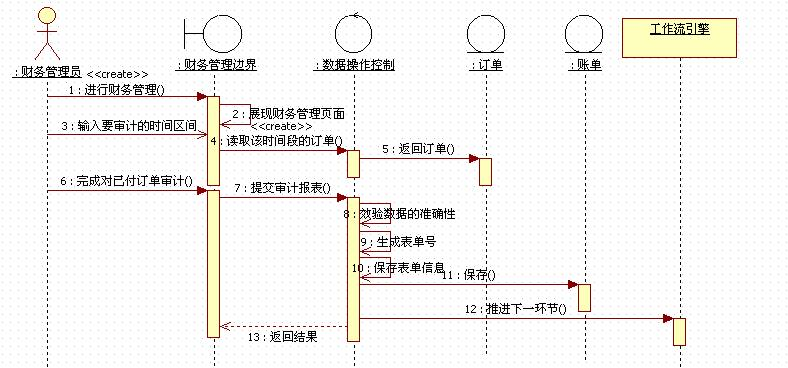 工作流引擎
: 财务管理员
: 财务管理边界
: 数据操作控制
: 订单
: 账单
<<create>>
1 : 进行财务管理()
2 : 展现财务管理页面
<<create>>
3 : 输入要审计的时间区间
4 : 读取该时间段的订单()
5 : 返回订单()
6 : 完成对已付订单审计()
7 : 提交审计报表()
8 : 效验数据的准确性
9 : 生成表单号
10 : 保存表单信息
11 : 保存()
12 : 推进下一环节()
13 : 返回结果